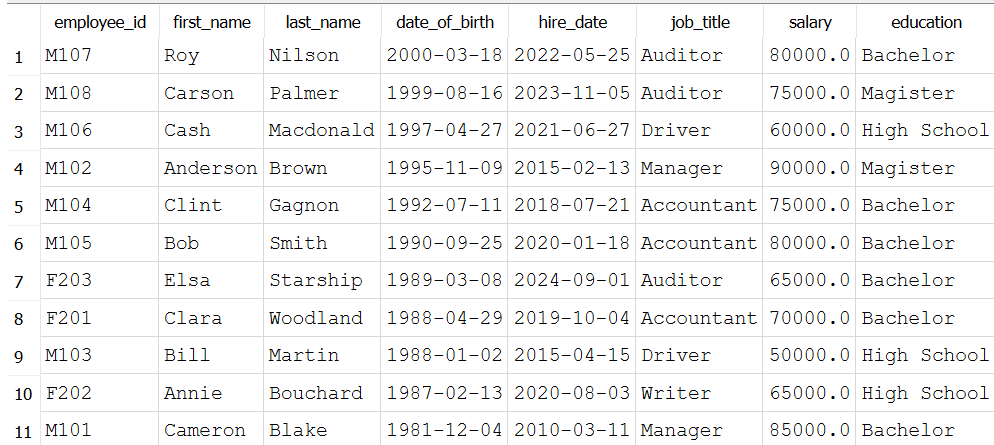 employee_id first_name last_name date_of_birth hire_date job_title salary education
1 M107 Roy Nilson 2000-03-18 2022-05-25 Auditor 80000.0 Bachelor
2 M108 Carson Palmer 1999-08-16 2023-11-05 Auditor 75000.0 Magister
3 M106 Cash Macdonald 1997-04-27 2021-06-27 Driver 60000.0 High School
4 M102 Anderson Brown 1995-11-09 2015-02-13 Manager 90000.0 Magister
5 M104 Clint Gagnon 1992-07-11 2018-07-21 Accountant 75000.0 Bachelor
6 M105 Bob Smith 1990-09-25 2020-01-18 Accountant 80000.0 Bachelor
7 F203 Elsa Starship 1989-03-08 2024-09-01 Auditor 65000.0 Bachelor
8 F201 Clara Woodland 1988-04-29 2019-10-04 Accountant 70000.0 Bachelor
9 M103 Bill Martin 1988-01-02 2015-04-15 Driver 50000.0 High School
10 F202 Annie Bouchard 1987-02-13 2020-08-03 Writer 65000.0 High School
11 M101 Cameron Blake 1981-12-04 2010-03-11 Manager 85000.0 Bachelor